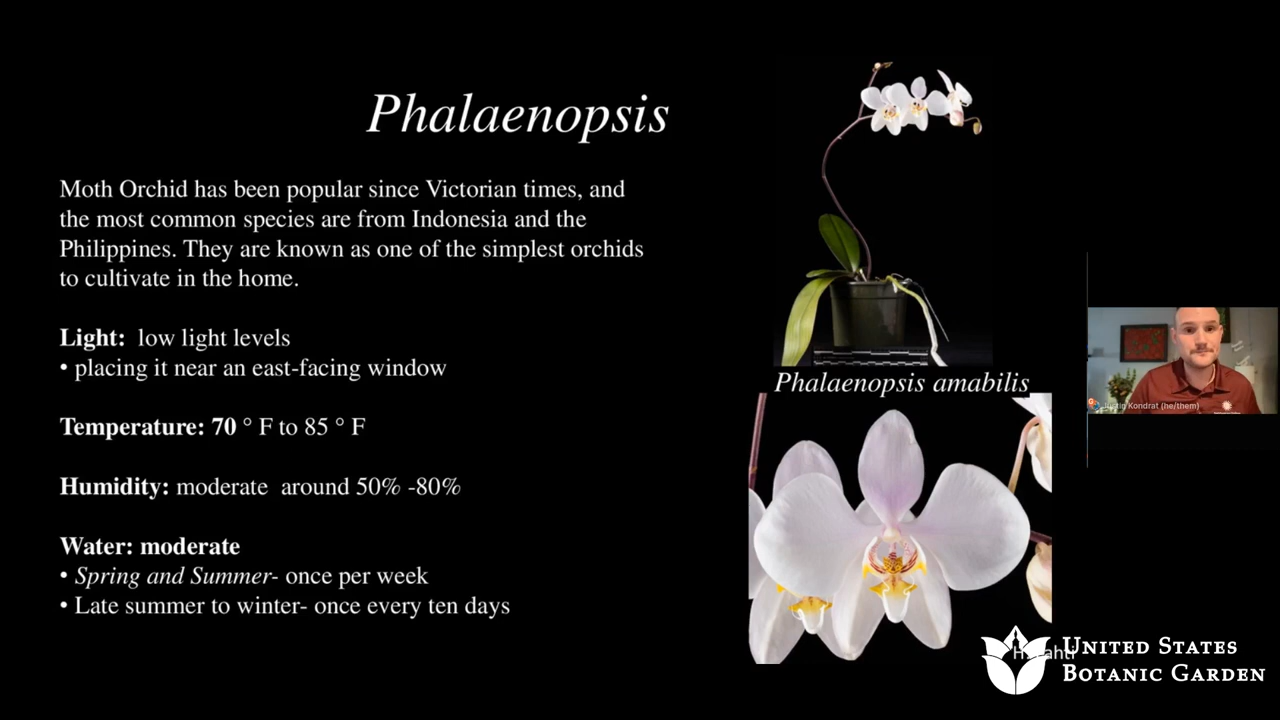 Phalaenopsis
Moth Orchid has been popular since Victorian times, and
the most common species are from Indonesia and the
Philippines. They are known as one of the simplest orchids
to cultivate in the home.
Light:  low light levels
• placing it near an east-facing window
Temperature: 70 ° F to 85 ° F
Humidity: moderate  around 50% -80%
Water: moderate
• Spring and Summer- once per week
• Late summer to winter- once every ten days
Phalaenopsis amabilis
Justin Kondrat (he/them)
UNITED STATES
BOTANIC GARDEN